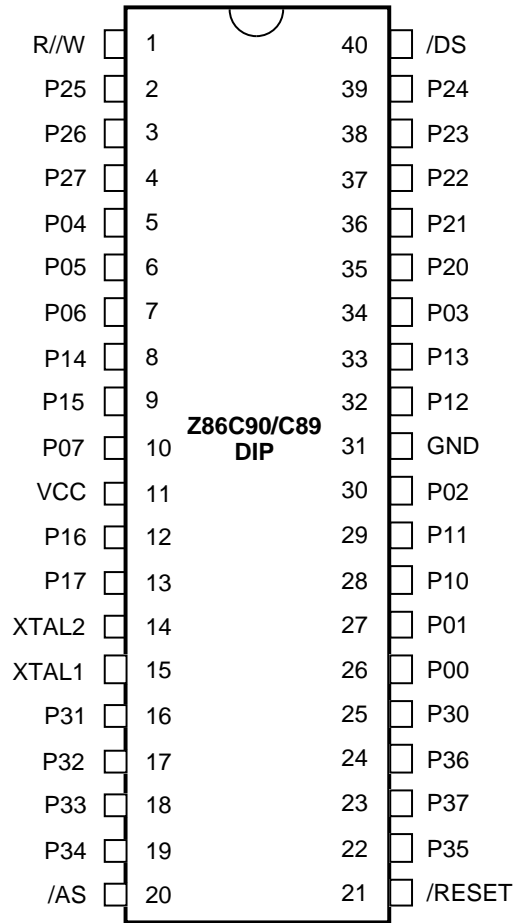 R//W 1 40 /DS
P25 2 39 P24
P26 3 38 P23
P27 4 37 P22
P04 5 36 P21
P05 6 35 P20
P06 7 34 P03
P14 8 33 P13
P15 9 32 P12
Z86C90/C89
DIP
P07 10 31 GND
VCC 11 30 P02
P16 12 29 P11
P17 13 28 P10
XTAL2 14 27 P01
XTAL1 15 26 P00
P31 16 25 P30
P32 17 24 P36
P33 18 23 P37
P34 19 22 P35
/AS 20 21 /RESET